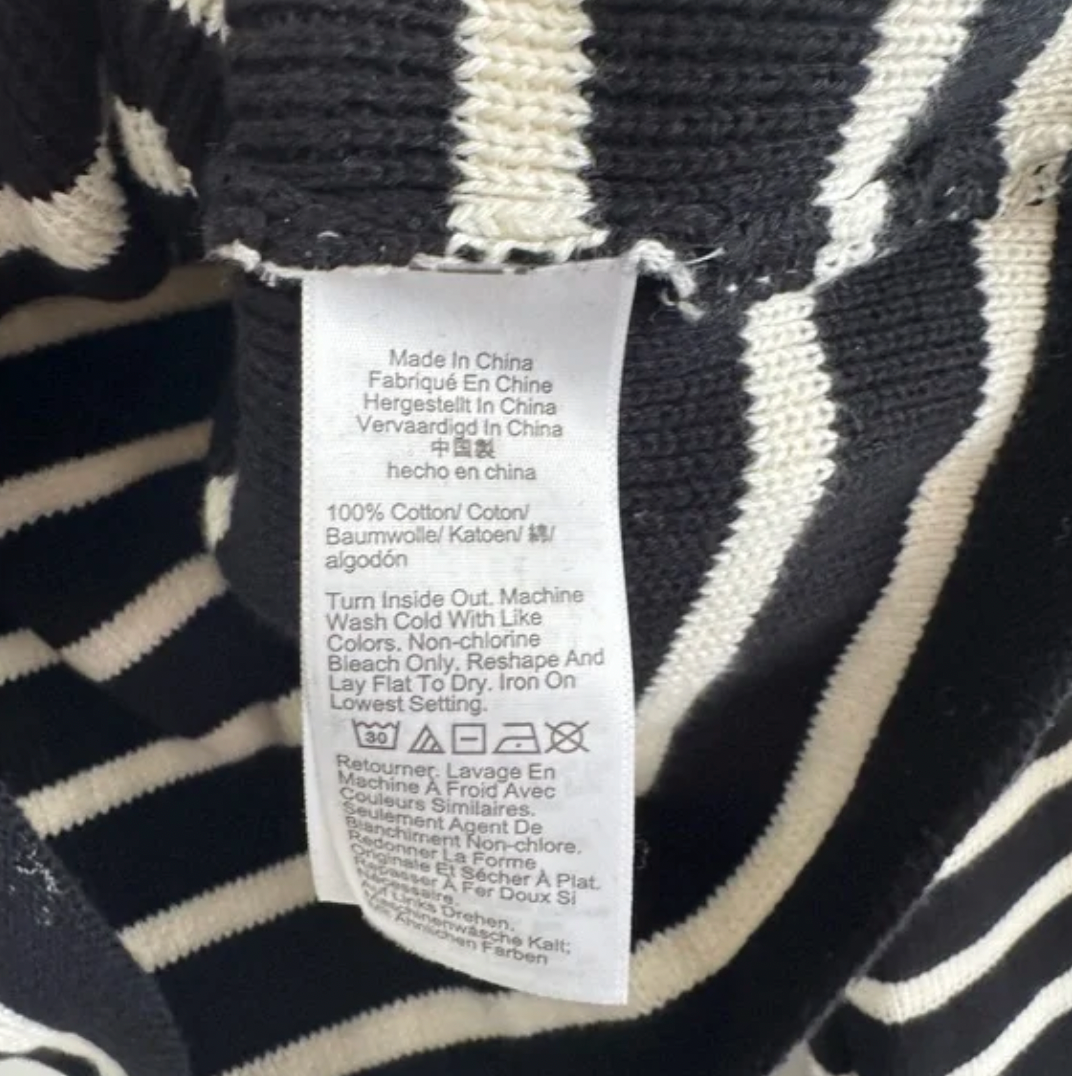 Made In China
Fabriqué En Chine
Hergestellt In China
Vervaardigd In China
中国製
hecho en china
100% Cotton/ Coton/
Baumwolle/ Katoen/ 綿/
algodón
Turn Inside Out. Machine
Wash Cold With Like
Colors. Non-chlorine
Bleach Only. Reshape And
Lay Flat To Dry. Iron On
Lowest Setting.
30
Retourner. Lavage En
Machine À Froid Avec
Couleurs Similaires.
Seulement Agent De
Blanchiment Non-chlore.
Redonner La Forme
Originale Et Sécher À Plat.
Repasser À Fer Doux Si
Nécessaire.
Auf Links Drehen.
Maschinenwäsche Kalt;
Ähnlichen Farben